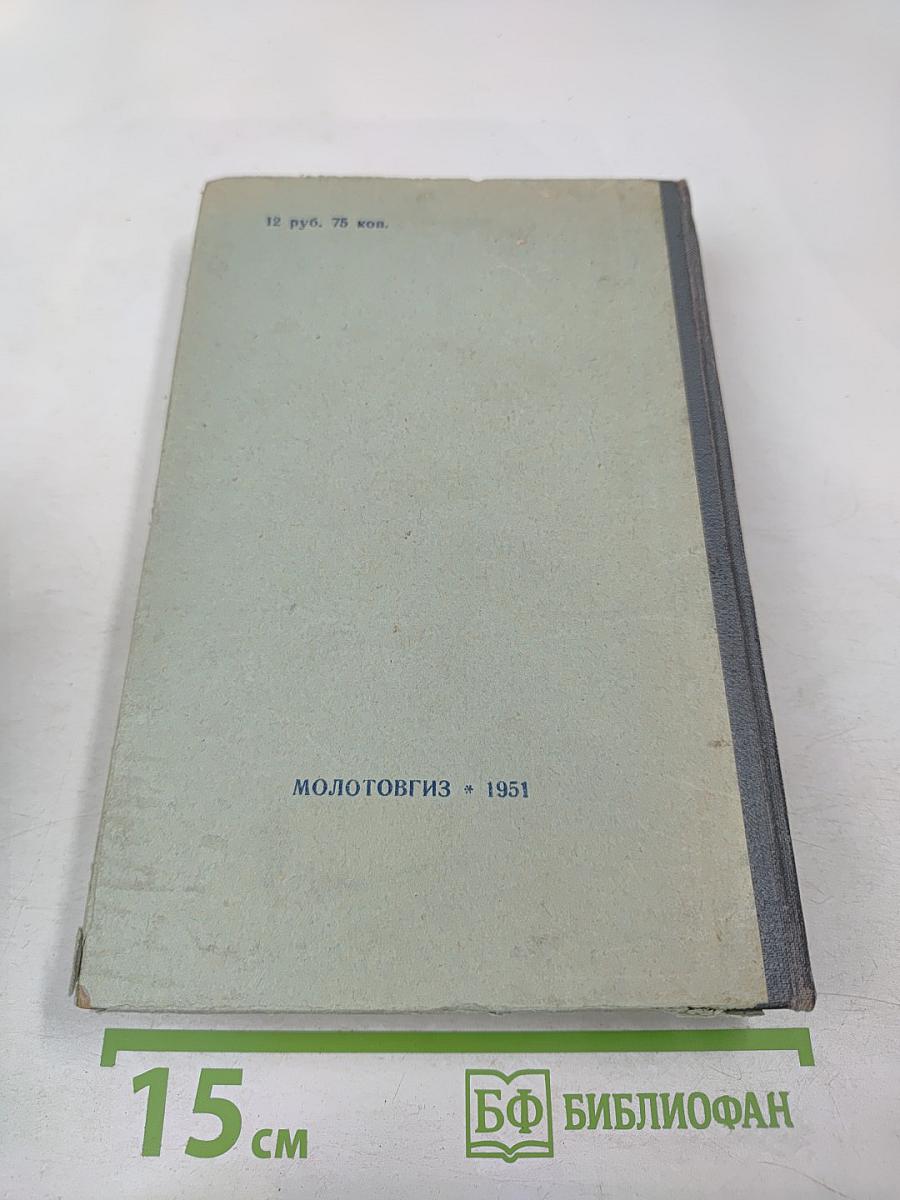 12 руб. 75 коп.
МОЛОТОВГИЗ * 1951
15 см
БФ БИБЛИОФАН